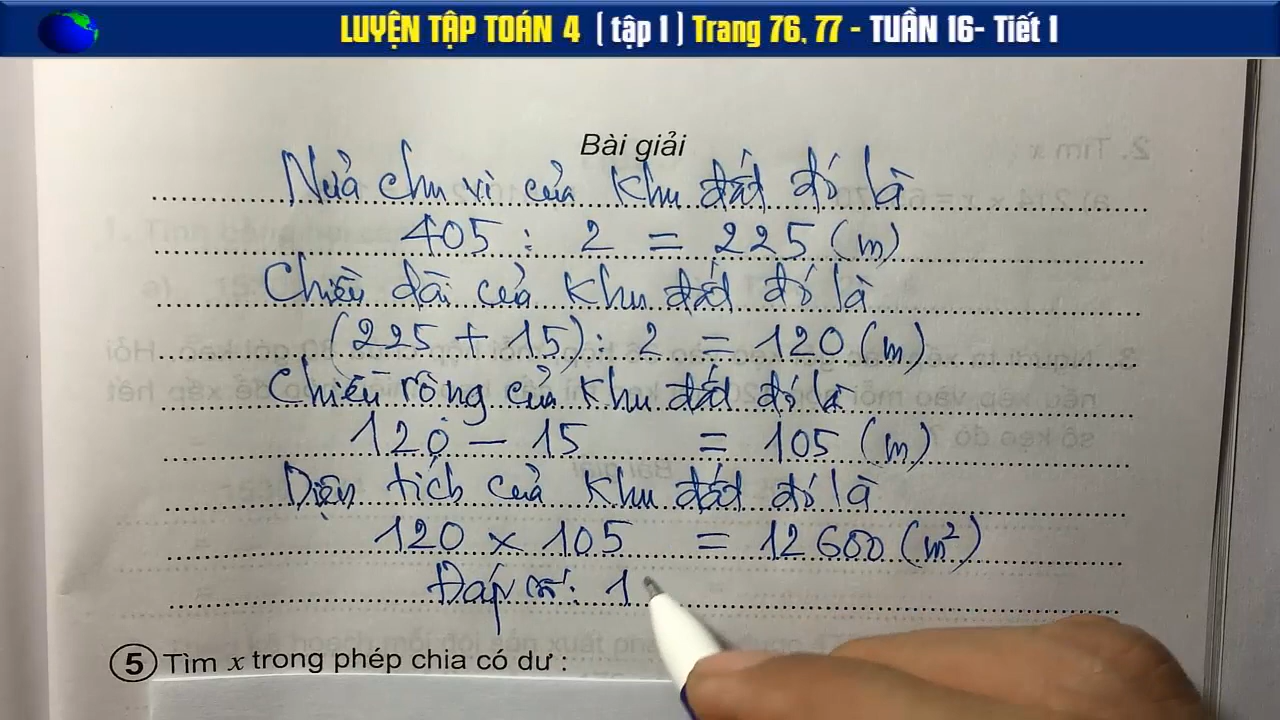 LUYỆN TẬP TOÁN 4 ( tập 1 ) Trang 76, 77 - TUẦN 16- Tiết 1
Bài giải
Nửa chu vi của khu đất đó là
405 : 2 = 225 (m)
Chiều dài của khu đất đó là
(225 + 15) : 2 = 120 (m)
Chiều rộng của khu đất đó là
120 - 15 = 105 (m)
Diện tích của khu đất đó là
120 x 105 = 12600 (m²)
Đáp số: 1
5 Tìm x trong phép chia có dư :